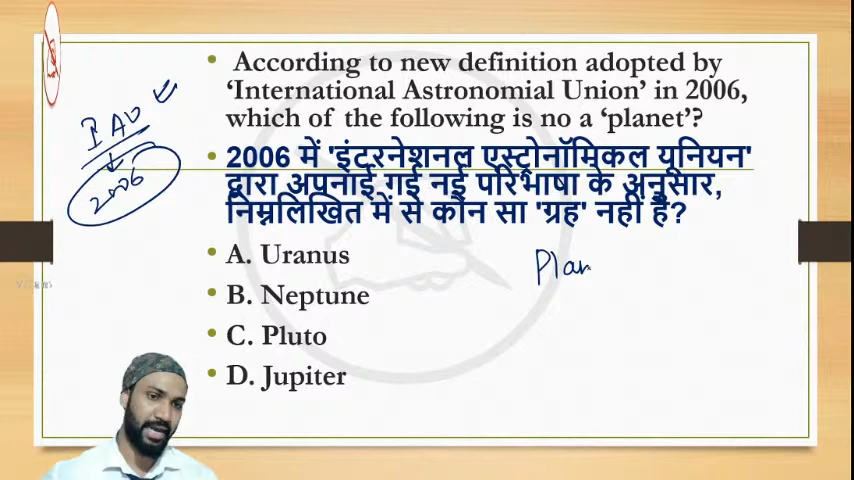 According to new definition adopted by
‘International Astronomial Union’ in 2006,
which of the following is no a ‘planet’?
2006 में 'इंटरनेशनल एस्ट्रोनॉमिकल यूनियन'
द्वारा अपनाई गई नई परिभाषा के अनुसार,
निम्नलिखित में से कौन सा 'ग्रह' नहीं है?
A. Uranus
B. Neptune
C. Pluto
D. Jupiter
IAU
2006
Plan